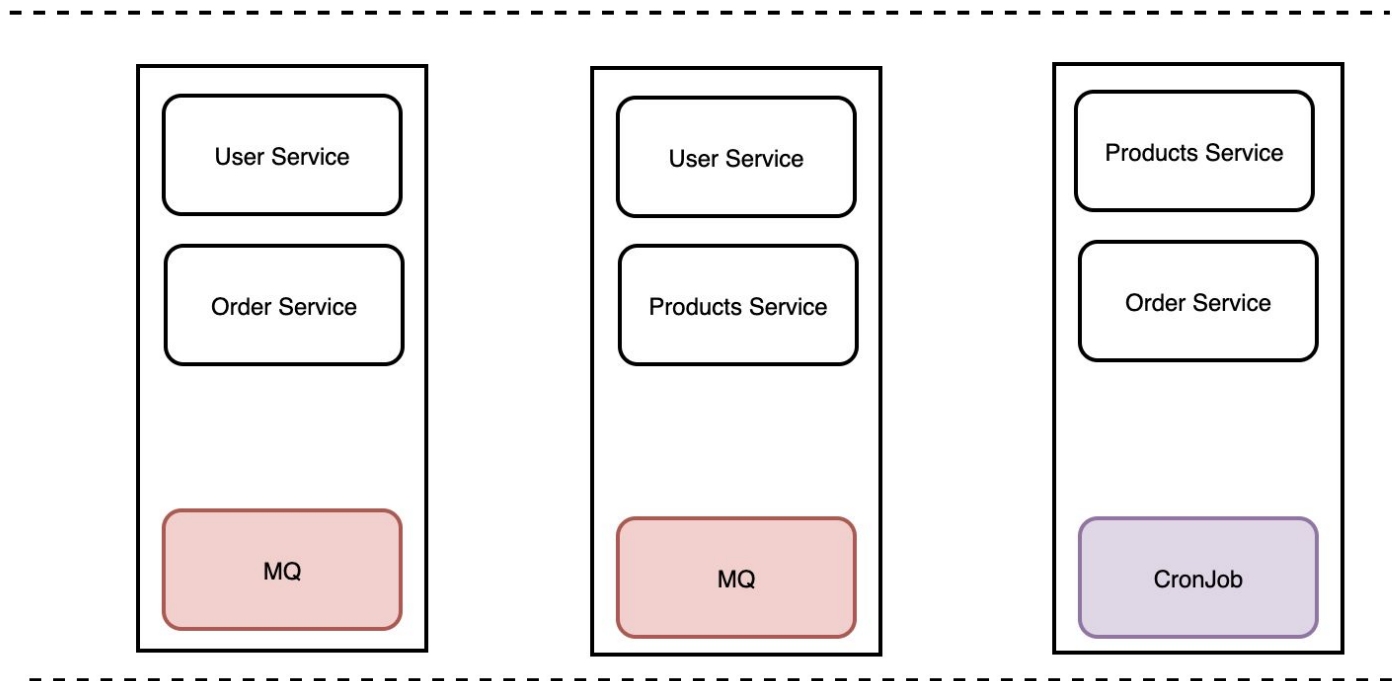 User Service
Order Service
MQ
User Service
Products Service
MQ
Products Service
Order Service
CronJob